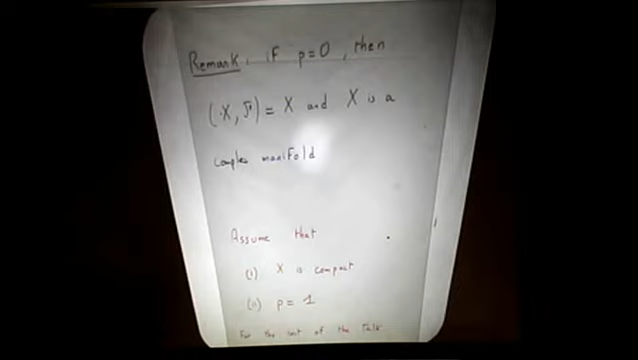 Remark : if p=0, then
(X, F) = X and X is a
complex manifold
Assume that
(i) X is compact
(ii) p= 1
For the rest of the talk